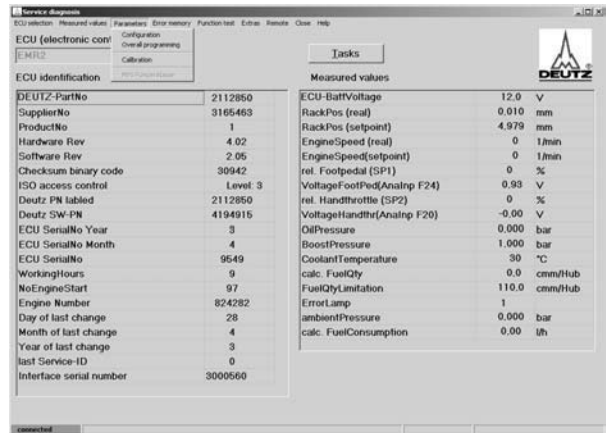 Service diagnosis
ECU-selection Measured values Parameters Error memory Function test Extras Remote Close Help
Configuration
Overall programming
Calibration
ECU (electronic cont
EMR2
Tasks
DEUTZ
ECU identification
Measured values
DEUTZ-PartNo 2112850
SupplierNo 3165463
ProductNo 1
Hardware Rev 4.02
Software Rev 2.05
Checksum binary code 30942
ISO access control Level: 3
Deutz PN labled 2112850
Deutz SW-PN 4194915
ECU SerialNo Year 3
ECU SerialNo Month 4
ECU SerialNo 9549
WorkingHours 9
NoEngineStart 97
Engine Number 824282
Day of last change 28
Month of last change 4
Year of last change 3
last Service-ID 0
Interface serial number 3000560
ECU-BattVoltage 12,0 V
RackPos (real) 0,010 mm
RackPos (setpoint) 4,979 mm
EngineSpeed (real) 0 1/min
EngineSpeed(setpoint) 0 1/min
rel. Footpedal (SP1) 0 %
VoltageFootPed(AnaInp F24) 0,93 V
rel. Handthrottle (SP2) 0 %
VoltageHandthr(AnaInp F20) -0,00 V
OilPressure 0,000 bar
BoostPressure 1,000 bar
CoolantTemperature 30 °C
calc. FuelQty 0,0 cmm/Hub
FuelQtyLimitation 110,0 cmm/Hub
ErrorLamp 1
ambientPressure 0,000 bar
calc. FuelConsumption 0,00 l/h
connected